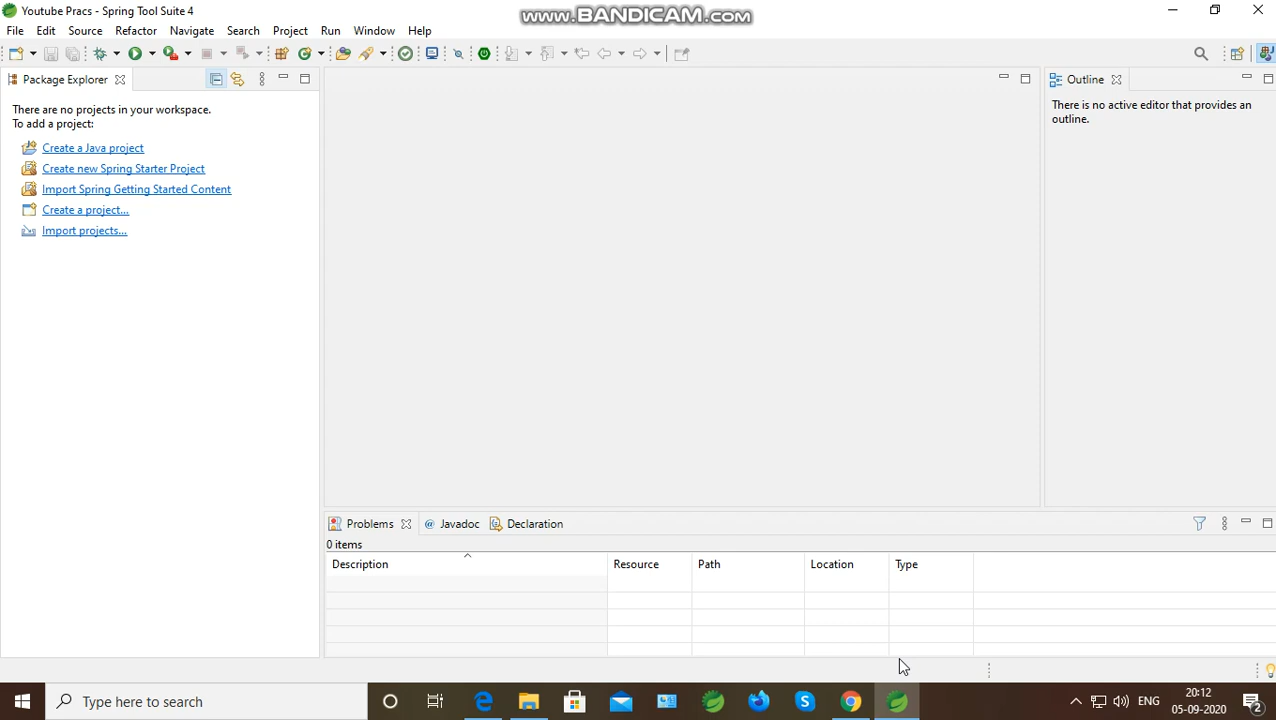 Youtube Pracs - Spring Tool Suite 4
www.BANDICAM.com
File Edit Source Refactor Navigate Search Project Run Window Help
Package Explorer
Outline
There are no projects in your workspace.
To add a project:
Create a Java project
Create new Spring Starter Project
Import Spring Getting Started Content
Create a project...
Import projects...
There is no active editor that provides an
outline.
Problems @ Javadoc Declaration
0 items
Description Resource Path Location Type
Type here to search
ENG
20:12
05-09-2020
2